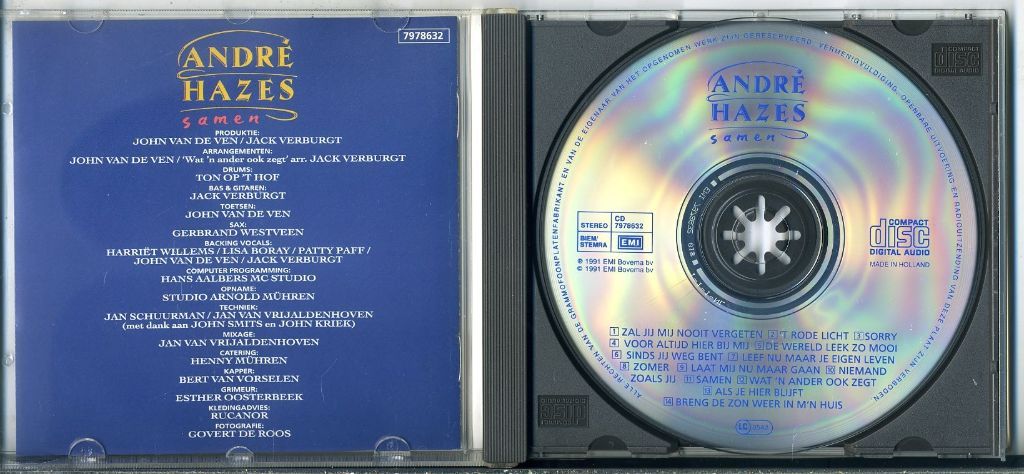 7978632
ANDRÉ
HAZES
samen
PRODUKTIE:
JOHN VAN DE VEN / JACK VERBURGT
ARRANGEMENTEN:
JOHN VAN DE VEN / 'Wat 'n ander ook zegt' arr. JACK VERBURGT
DRUMS:
TON OP 'T HOF
BAS & GITAREN:
JACK VERBURGT
TOETSEN:
JOHN VAN DE VEN
SAX:
GERBRAND WESTVEEN
BACKING VOCALS:
HARRIËT WILLEMS / LISA BORAY / PATTY PAFF /
JOHN VAN DE VEN / JACK VERBURGT
COMPUTER PROGRAMMING:
HANS AALBERS MC STUDIO
OPNAME:
STUDIO ARNOLD MÜHREN
TECHNIEK:
JAN SCHUURMAN / JAN VAN VRIJALDENHOVEN
(met dank aan JOHN SMITS en JOHN KRIEK)
MIXAGE:
JAN VAN VRIJALDENHOVEN
CATERING:
HENNY MÜHREN
KAPPER:
BERT VAN VORSELEN
GRIMEUR:
ESTHER OOSTERBEEK
KLEDINGADVIES:
RUCANOR
FOTOGRAFIE:
GOVERT DE ROOS
ALLE RECHTEN VAN DE GRAMMOFOONPLATENFABRIKANT EN VAN DE EIGENAAR VAN HET OPGENOMEN WERK ZIJN GERESERVEERD. VERMENIGVULDIGING, OPENBARE UITVOERING EN RADIOUITZENDING VAN DEZE PLAAT ZIJN VERBODEN
ANDRÉ
HAZES
samen
STEREO CD 7978632
BIEM/STEMRA EMI
℗ 1991 EMI Bovema bv
© 1991 EMI Bovema bv
COMPACT
disc
DIGITAL AUDIO
MADE IN HOLLAND
1 ZAL JIJ MIJ NOOIT VERGETEN 2 'T RODE LICHT 3 SORRY
4 VOOR ALTIJD HIER BIJ MIJ 5 DE WERELD LEEK ZO MOOI
6 SINDS JIJ WEG BENT 7 LEEF NU MAAR JE EIGEN LEVEN
8 ZOMER 9 LAAT MIJ NU MAAR GAAN 10 NIEMAND
ZOALS JIJ 11 SAMEN 12 WAT 'N ANDER OOK ZEGT
13 ALS JE HIER BLIJFT
14 BRENG DE ZON WEER IN M'N HUIS
LC 0542
COMPACT
disc
DIGITAL AUDIO